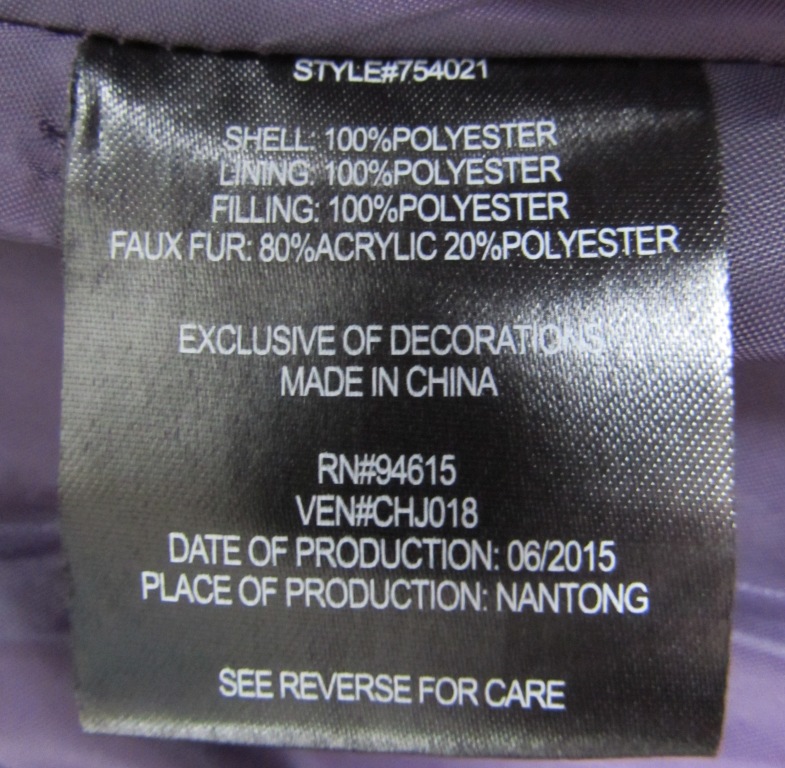 STYLE#754021
SHELL: 100%POLYESTER
LINING: 100%POLYESTER
FILLING: 100%POLYESTER
FAUX FUR: 80%ACRYLIC 20%POLYESTER
EXCLUSIVE OF DECORATIONS
MADE IN CHINA
RN#94615
VEN#CHJ018
DATE OF PRODUCTION: 06/2015
PLACE OF PRODUCTION: NANTONG
SEE REVERSE FOR CARE